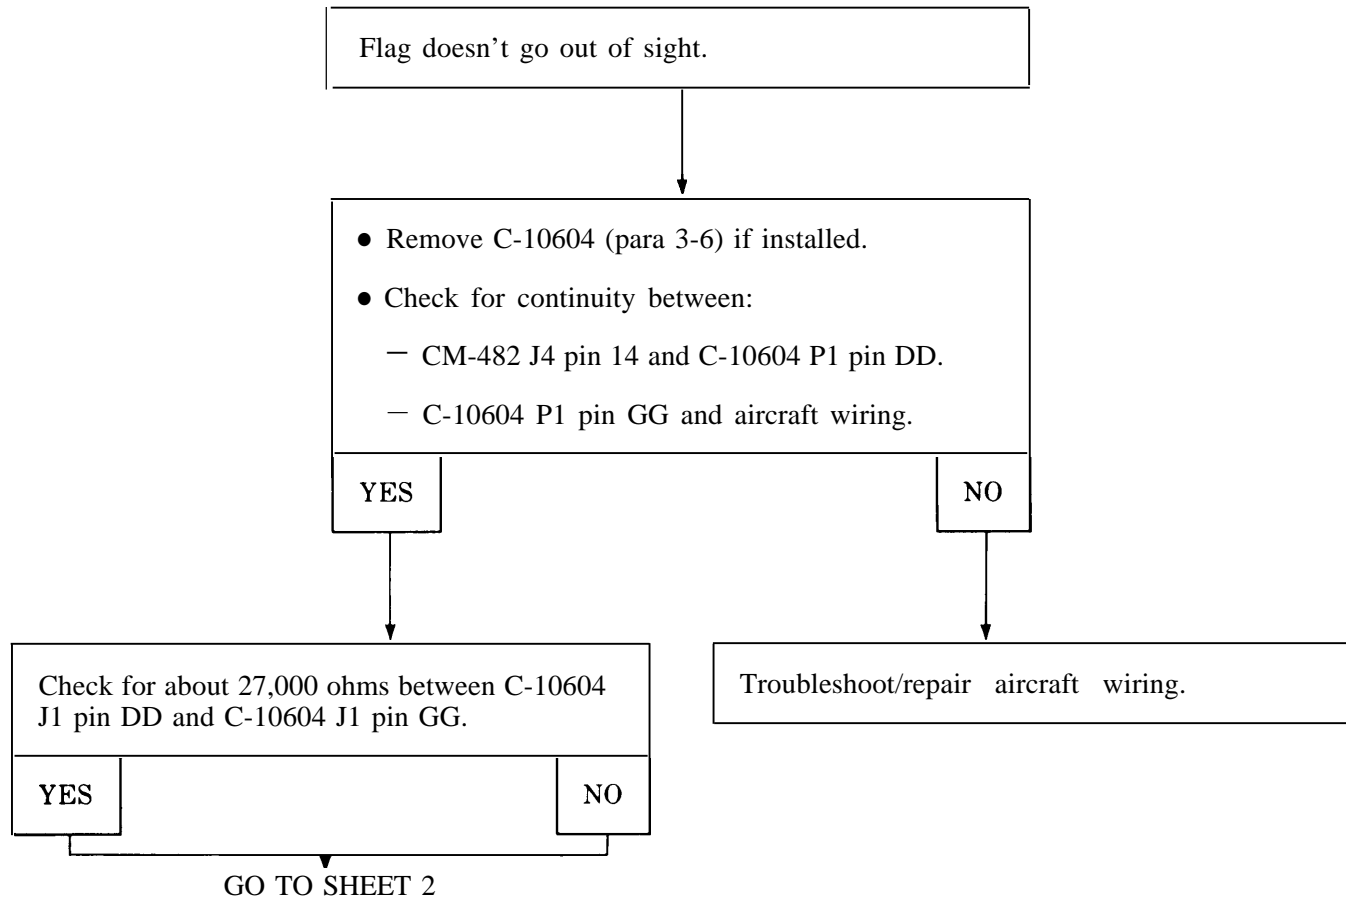 Flag doesn't go out of sight.
● Remove C-10604 (para 3-6) if installed.
● Check for continuity between:
— CM-482 J4 pin 14 and C-10604 P1 pin DD.
— C-10604 P1 pin GG and aircraft wiring.
YES
NO
Check for about 27,000 ohms between C-10604
J1 pin DD and C-10604 J1 pin GG.
Troubleshoot/repair aircraft wiring.
YES
NO
GO TO SHEET 2